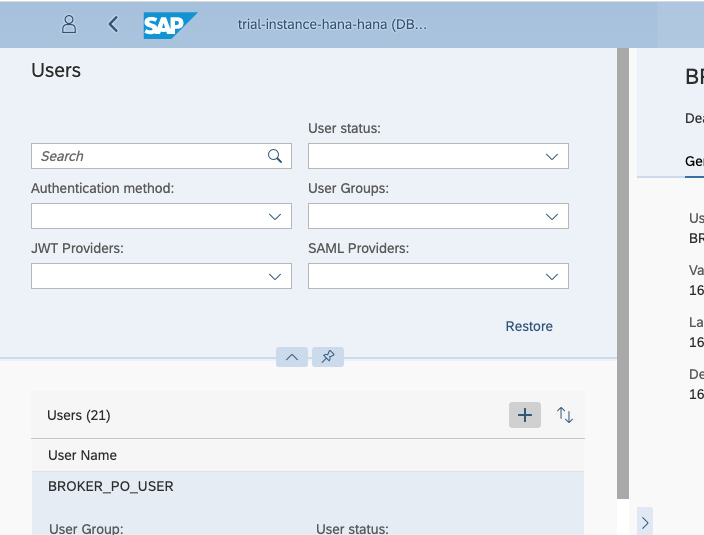 SAP trial-instance-hana-hana (DB...
Users
User status:
Search
Authentication method:
User Groups:
JWT Providers:
SAML Providers:
Restore
Users (21)
User Name
BROKER_PO_USER
User Group:
User status:
BR
Dea
Ge
Us
BR
Va
16
La
16
De
16